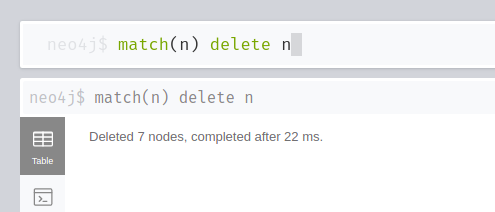 neo4j$ match(n) delete n
neo4j$ match(n) delete n
Table
Deleted 7 nodes, completed after 22 ms.
>_